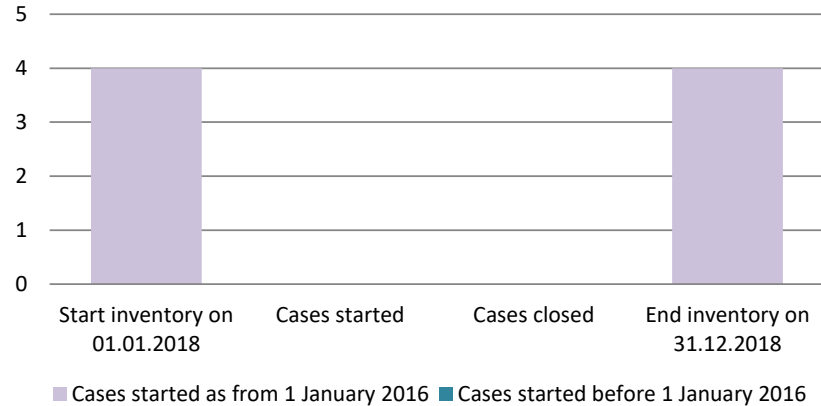 5
4
3
2
1
0
Start inventory on
01.01.2018
Cases started
Cases closed
End inventory on
31.12.2018
Cases started as from 1 January 2016
Cases started before 1 January 2016